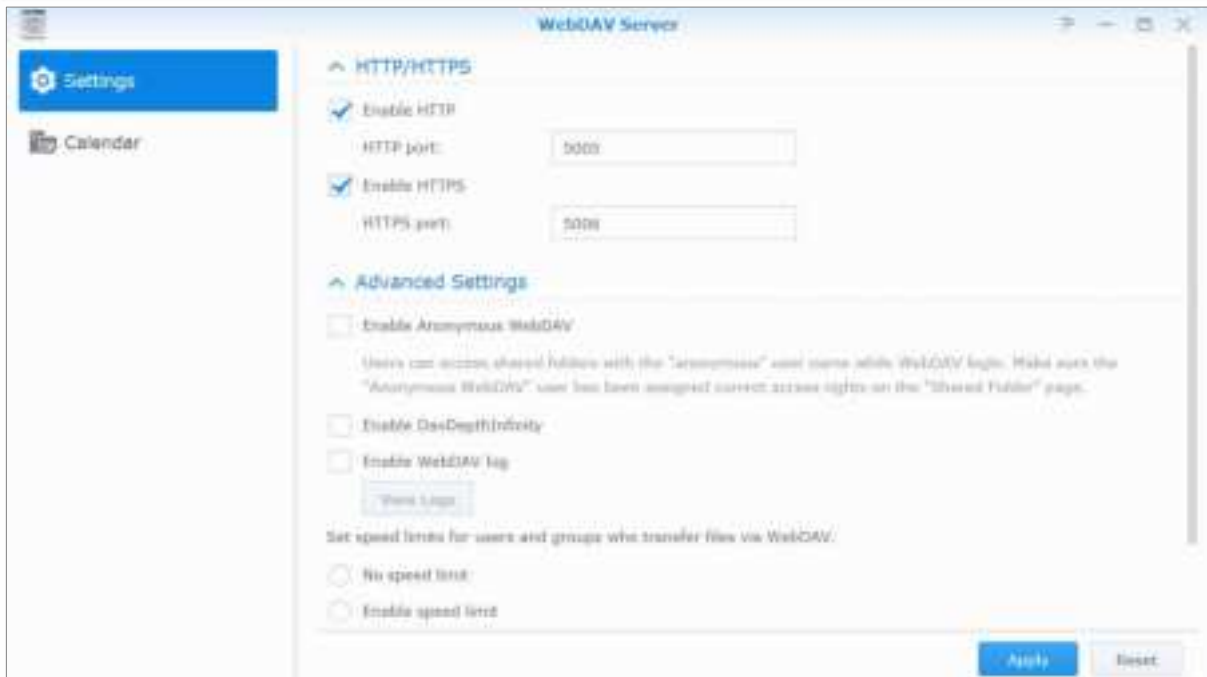 WebDAV Server
Settings
Calendar
HTTP/HTTPS
Enable HTTP
HTTP port: 5005
Enable HTTPS
HTTPS port: 5006
Advanced Settings
Enable Anonymous WebDAV
Users can access shared folders with the "anonymous" user name while WebDAV login. Make sure the
"Anonymous WebDAV" user has been assigned correct access rights on the "Shared Folder" page.
Enable DavDepthInfinity
Enable WebDAV log
View Logs
Set speed limits for users and groups who transfer files via WebDAV.
No speed limit
Enable speed limit
Apply
Reset